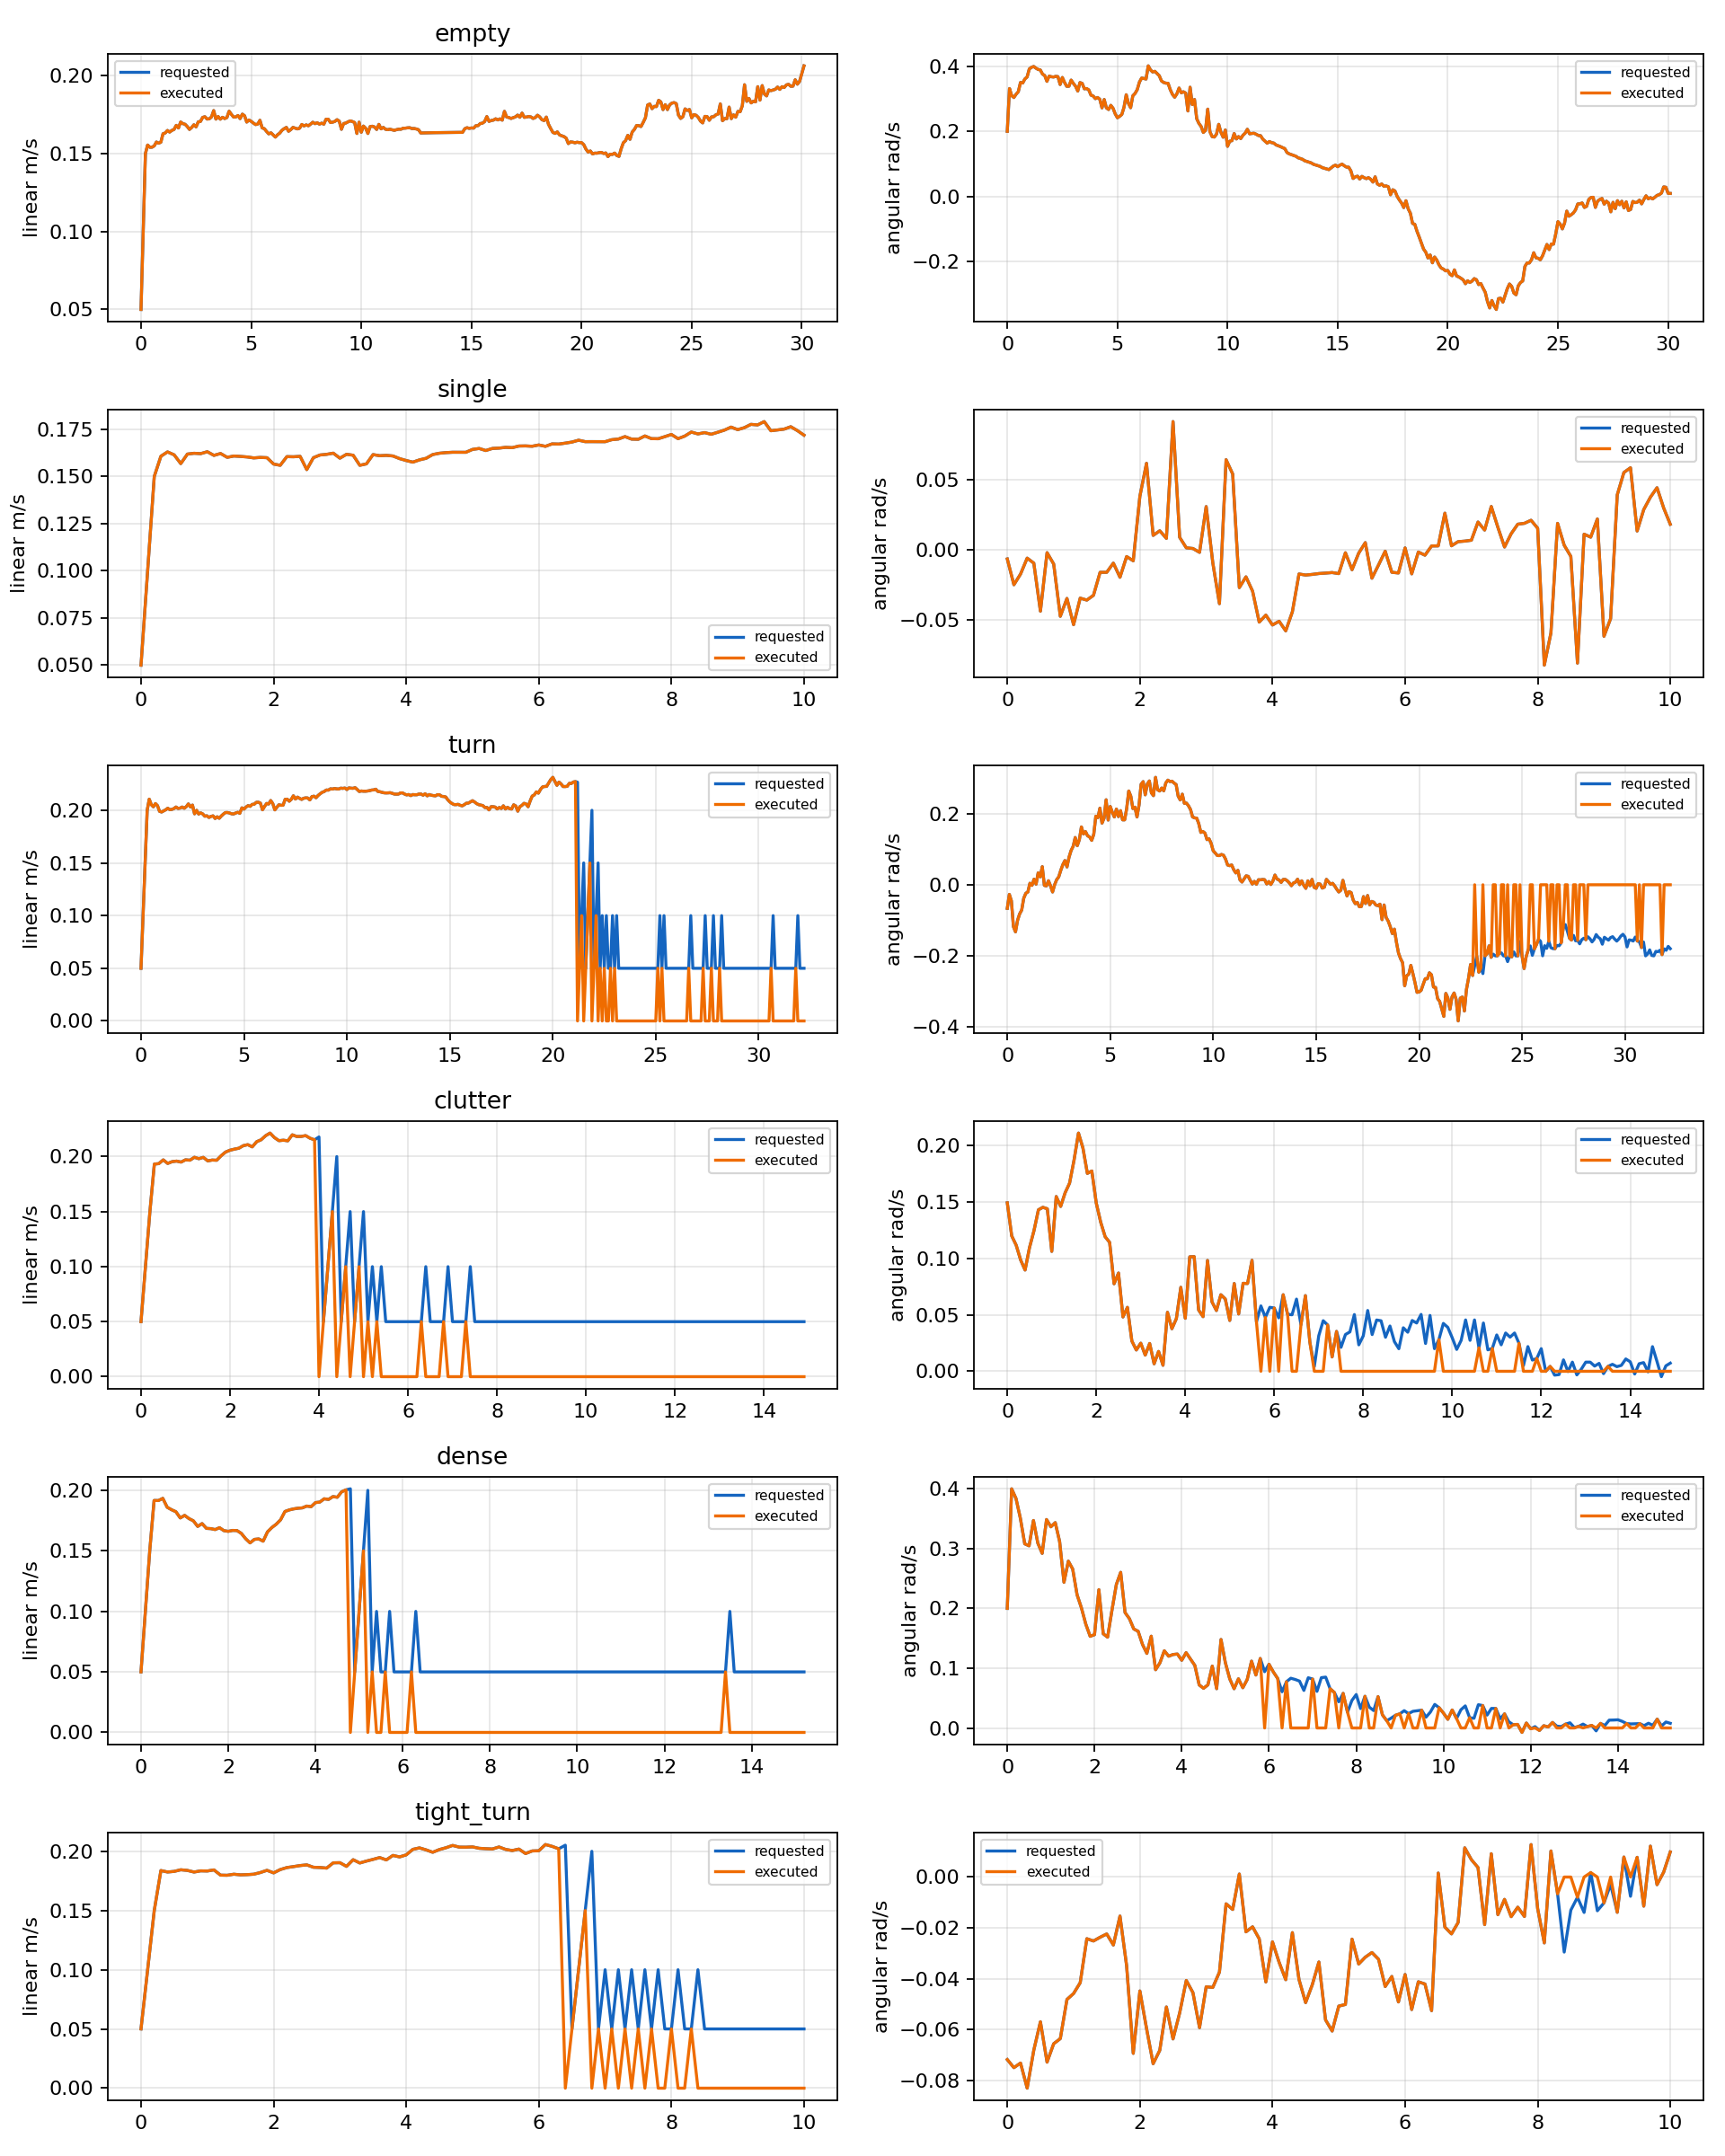 empty
linear m/s
0.20
0.15
0.10
0.05
requested
executed
0 5 10 15 20 25 30
angular rad/s
0.4
0.2
0.0
−0.2
requested
executed
0 5 10 15 20 25 30
single
linear m/s
0.175
0.150
0.125
0.100
0.075
0.050
requested
executed
0 2 4 6 8 10
angular rad/s
0.05
0.00
−0.05
requested
executed
0 2 4 6 8 10
turn
linear m/s
0.20
0.15
0.10
0.05
0.00
requested
executed
0 5 10 15 20 25 30
angular rad/s
0.2
0.0
−0.2
−0.4
requested
executed
0 5 10 15 20 25 30
clutter
linear m/s
0.20
0.15
0.10
0.05
0.00
requested
executed
0 2 4 6 8 10 12 14
angular rad/s
0.20
0.15
0.10
0.05
0.00
requested
executed
0 2 4 6 8 10 12 14
dense
linear m/s
0.20
0.15
0.10
0.05
0.00
requested
executed
0 2 4 6 8 10 12 14
angular rad/s
0.4
0.3
0.2
0.1
0.0
requested
executed
0 2 4 6 8 10 12 14
tight_turn
linear m/s
0.20
0.15
0.10
0.05
0.00
requested
executed
0 2 4 6 8 10
angular rad/s
0.00
−0.02
−0.04
−0.06
−0.08
requested
executed
0 2 4 6 8 10